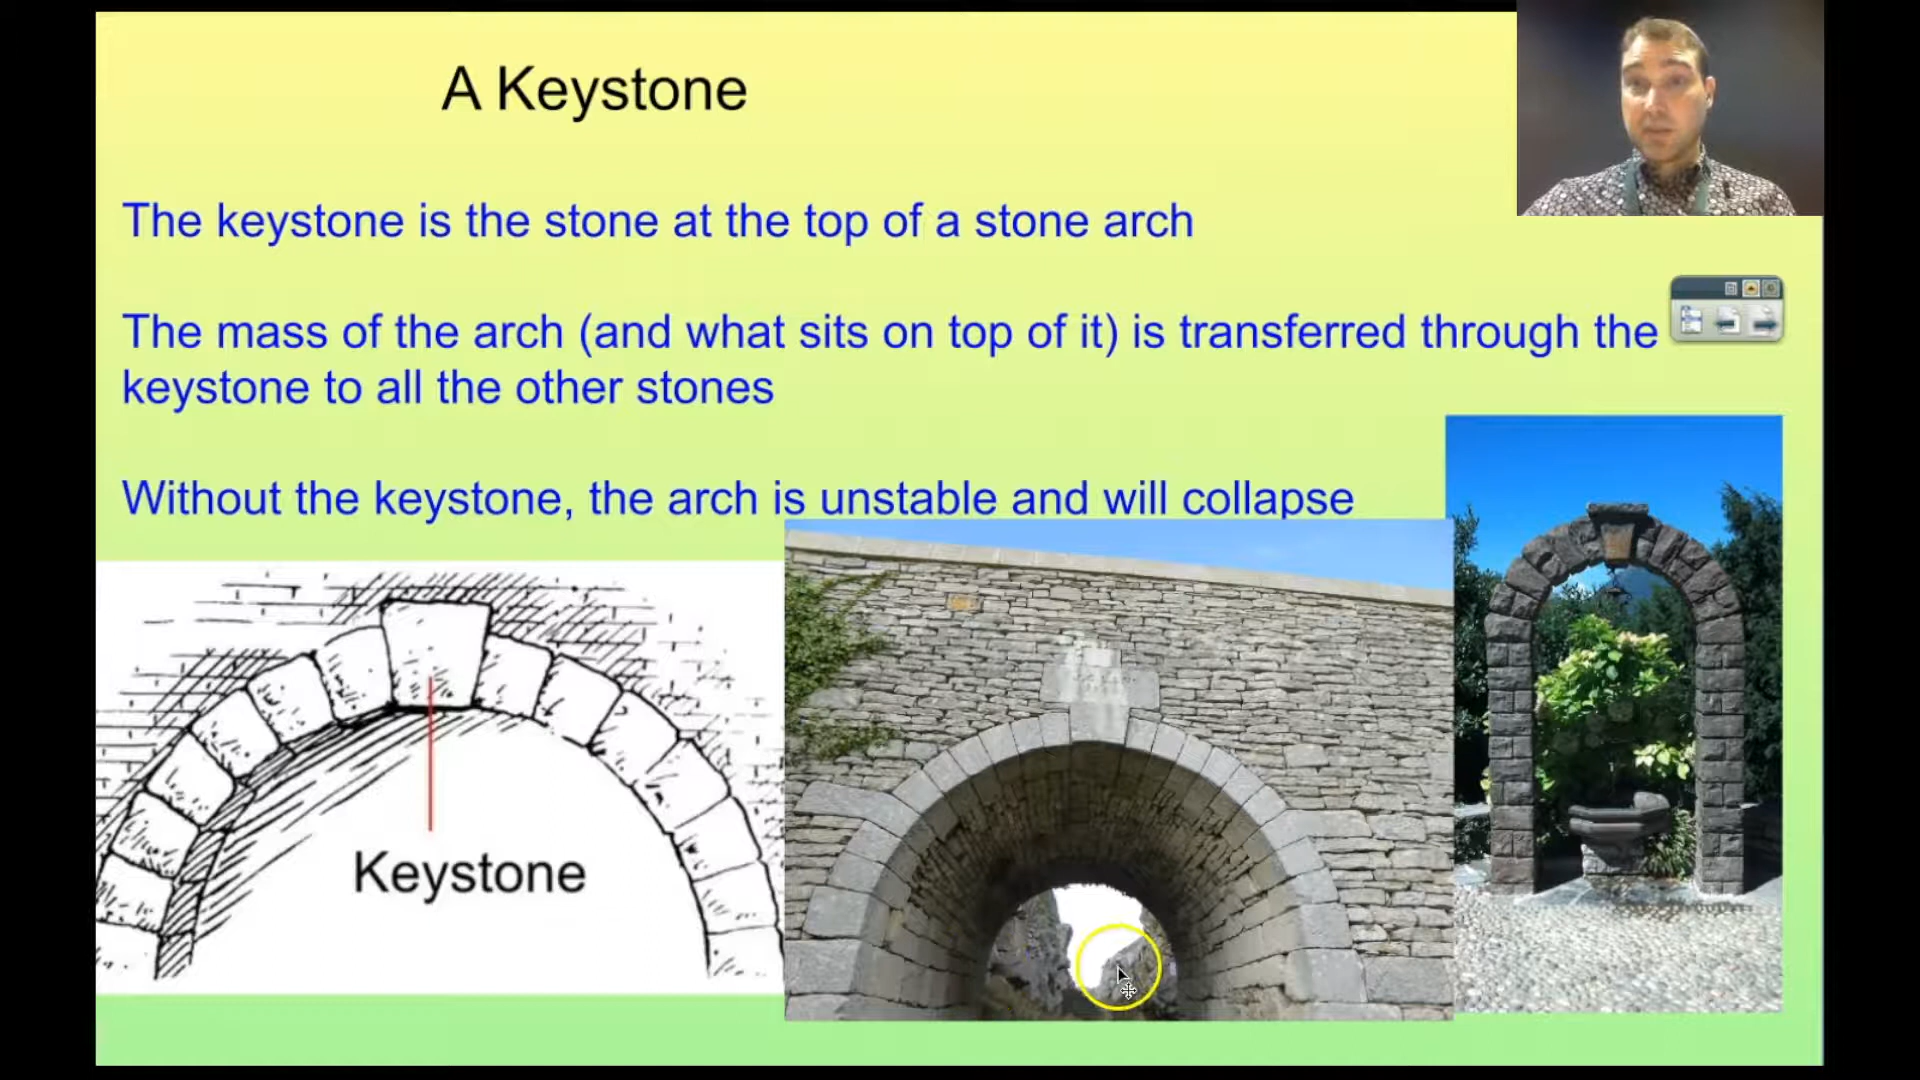 A Keystone
The keystone is the stone at the top of a stone arch
The mass of the arch (and what sits on top of it) is transferred through the
keystone to all the other stones
Without the keystone, the arch is unstable and will collapse
Keystone